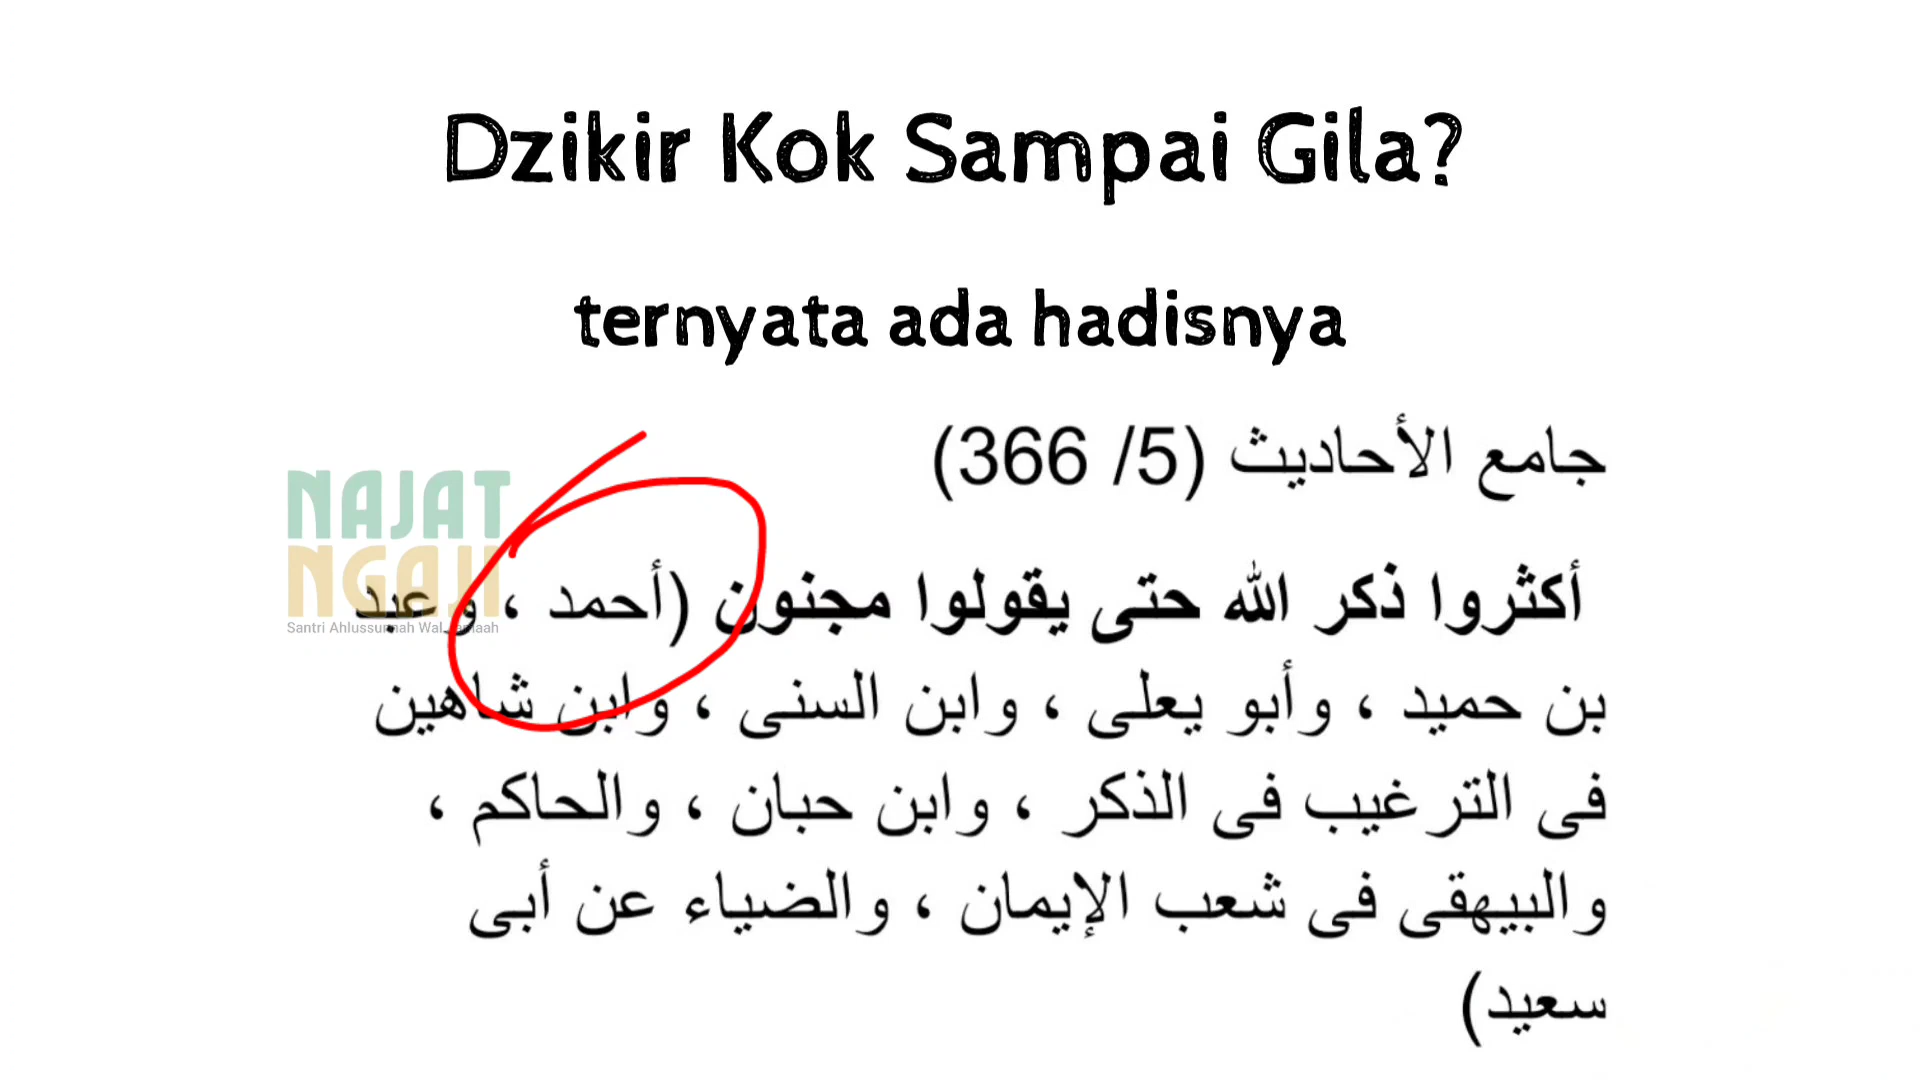 Dzikir Kok Sampai Gila?
ternyata ada hadisnya
جامع الأحاديث (5/ 366)
أكثروا ذكر الله حتى يقولوا مجنون (أحمد ، وعبد
بن حميد ، وأبو يعلى ، وابن السنى ، وابن شاهين
فى الترغيب فى الذكر ، وابن حبان ، والحاكم ،
والبيهقى فى شعب الإيمان ، والضياء عن أبى
سعيد)
NAJAT
NGAJI
Santri Ahlussunnah Wal Jamaah